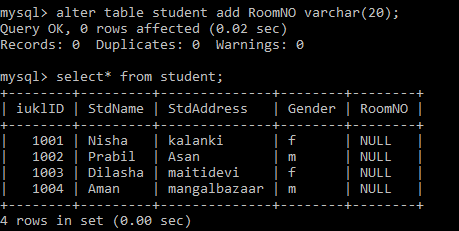 mysql> alter table student add RoomNO varchar(20);
Query OK, 0 rows affected (0.02 sec)
Records: 0  Duplicates: 0  Warnings: 0

mysql> select* from student;
+--------+---------+--------------+--------+--------+
| iuklID | StdName | StdAddress   | Gender | RoomNO |
+--------+---------+--------------+--------+--------+
|   1001 | Nisha   | kalanki      | f      | NULL   |
|   1002 | Prabil  | Asan         | m      | NULL   |
|   1003 | Dilasha | maitidevi    | f      | NULL   |
|   1004 | Aman    | mangalbazaar | m      | NULL   |
+--------+---------+--------------+--------+--------+
4 rows in set (0.00 sec)